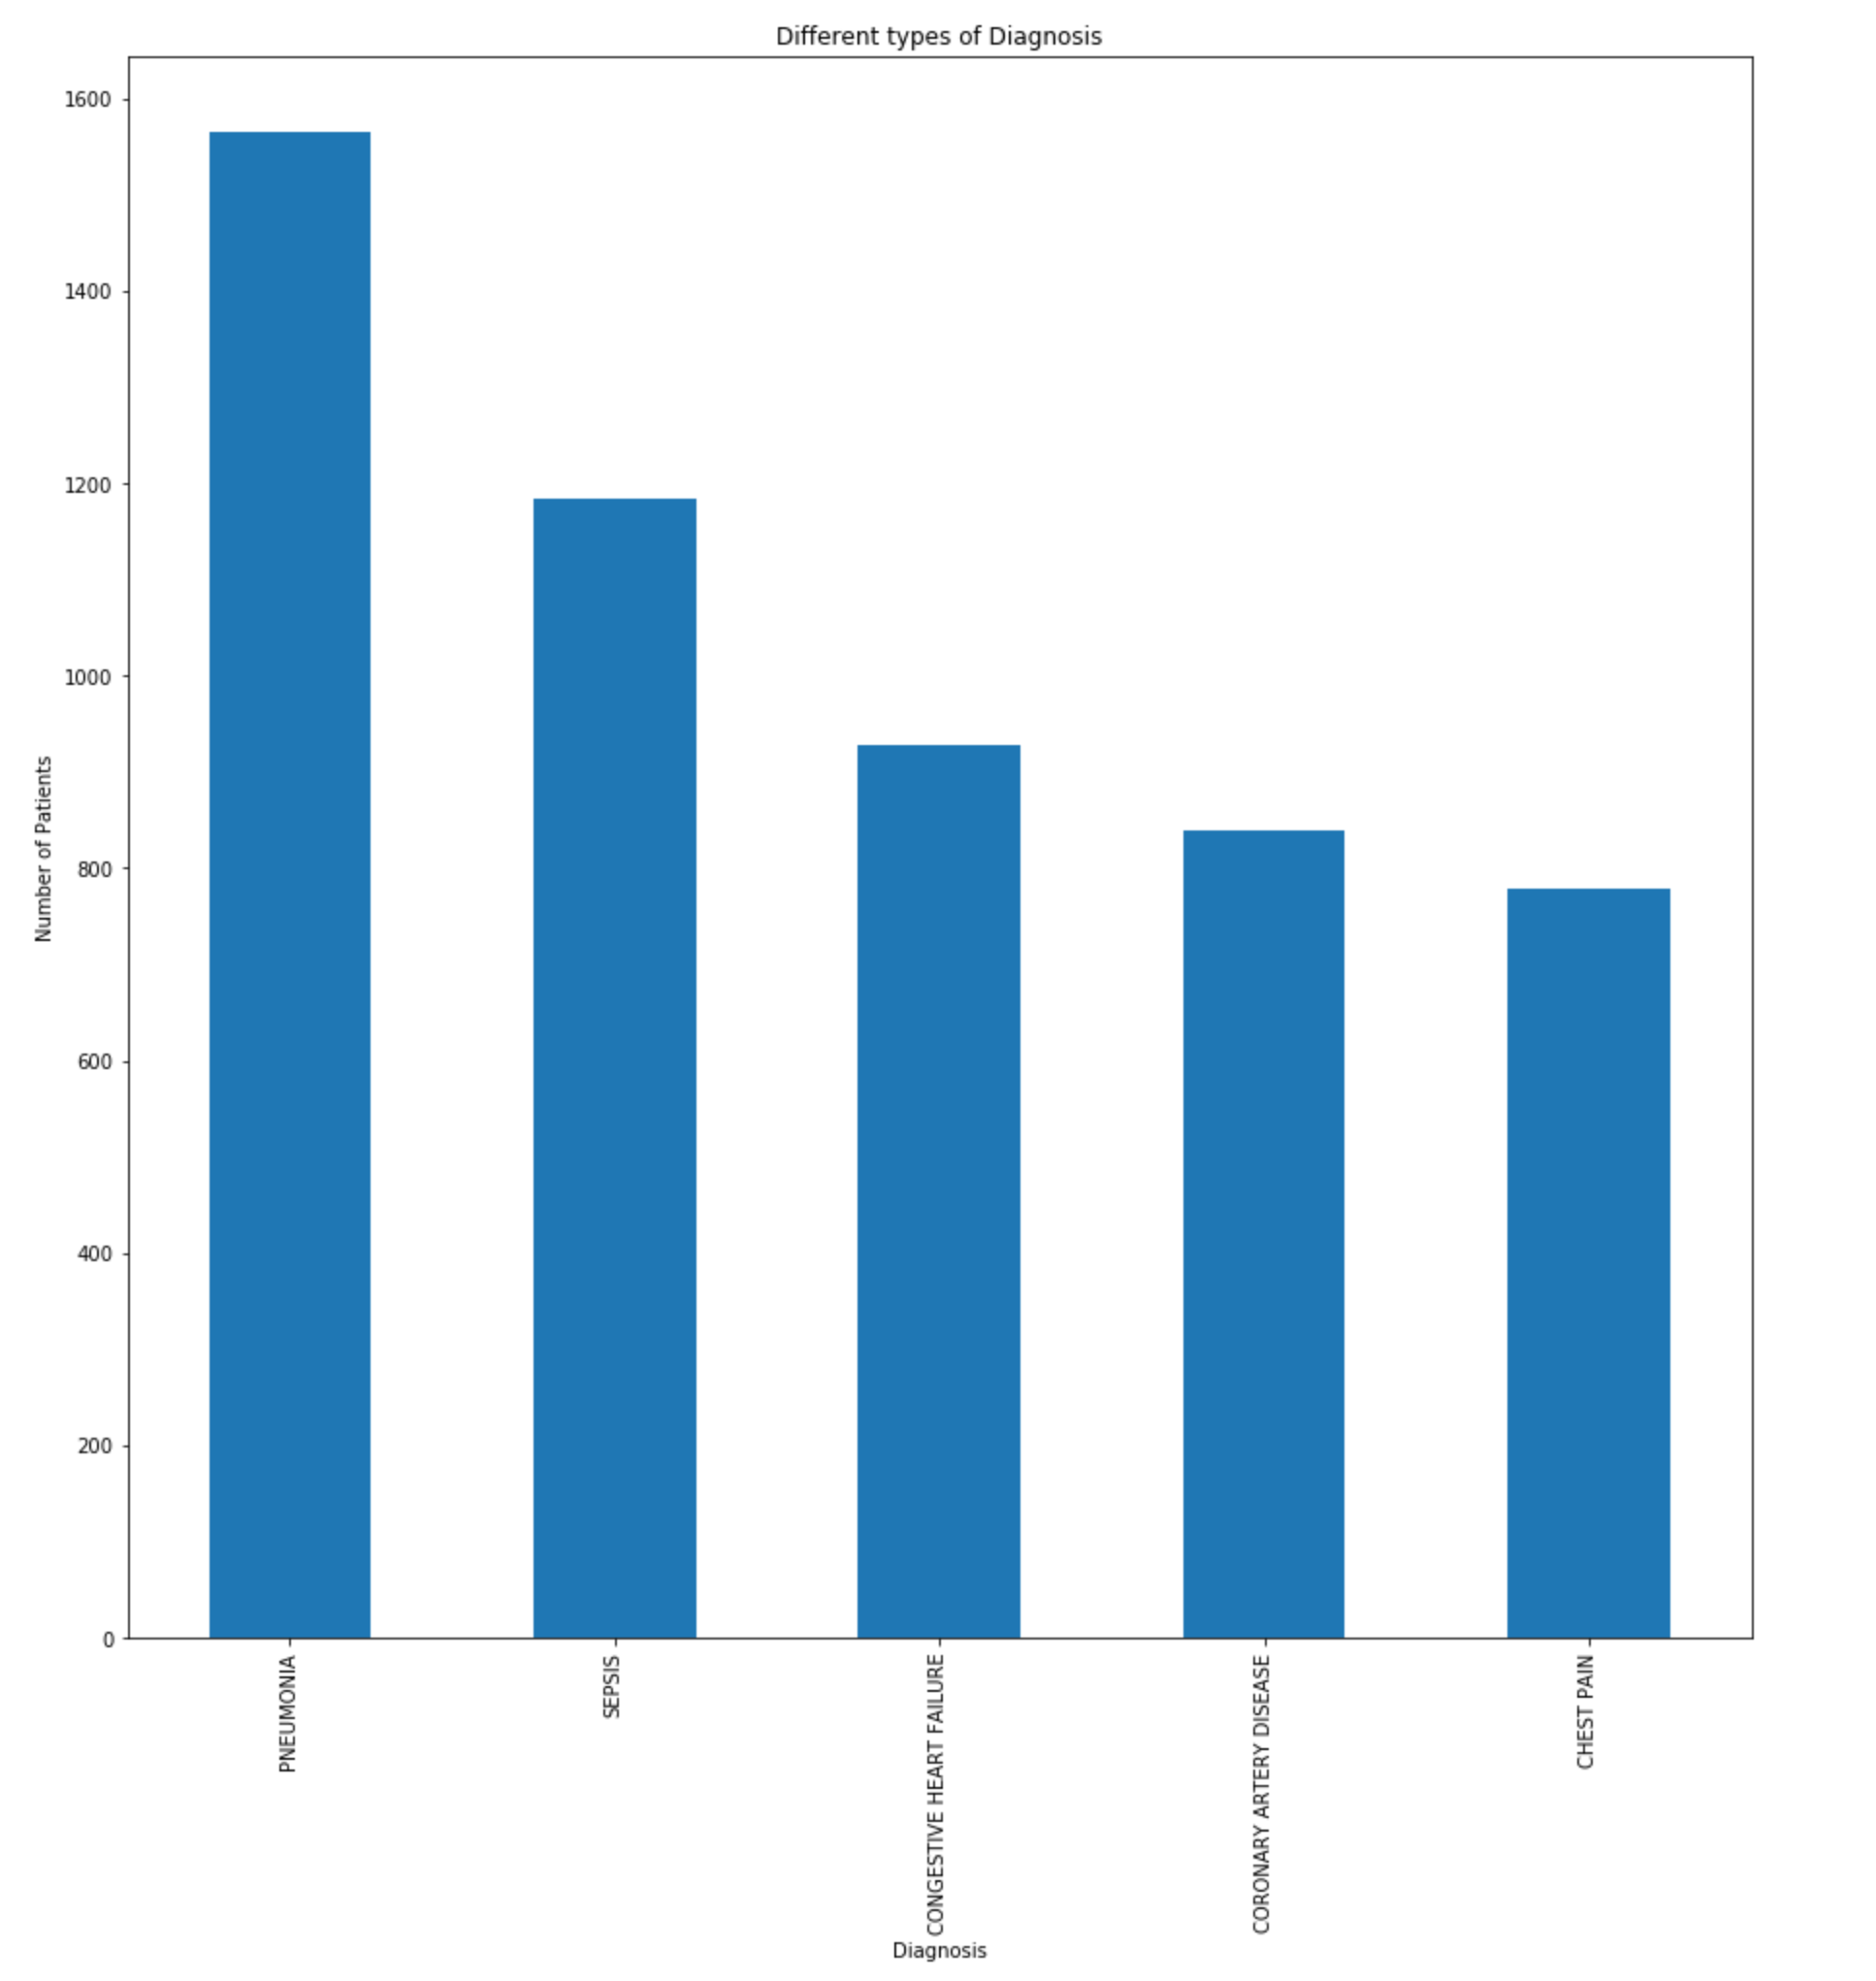 Different types of Diagnosis
Number of Patients
1600
1400
1200
1000
800
600
400
200
0
PNEUMONIA
SEPSIS
CONGESTIVE HEART FAILURE
CORONARY ARTERY DISEASE
CHEST PAIN
Diagnosis